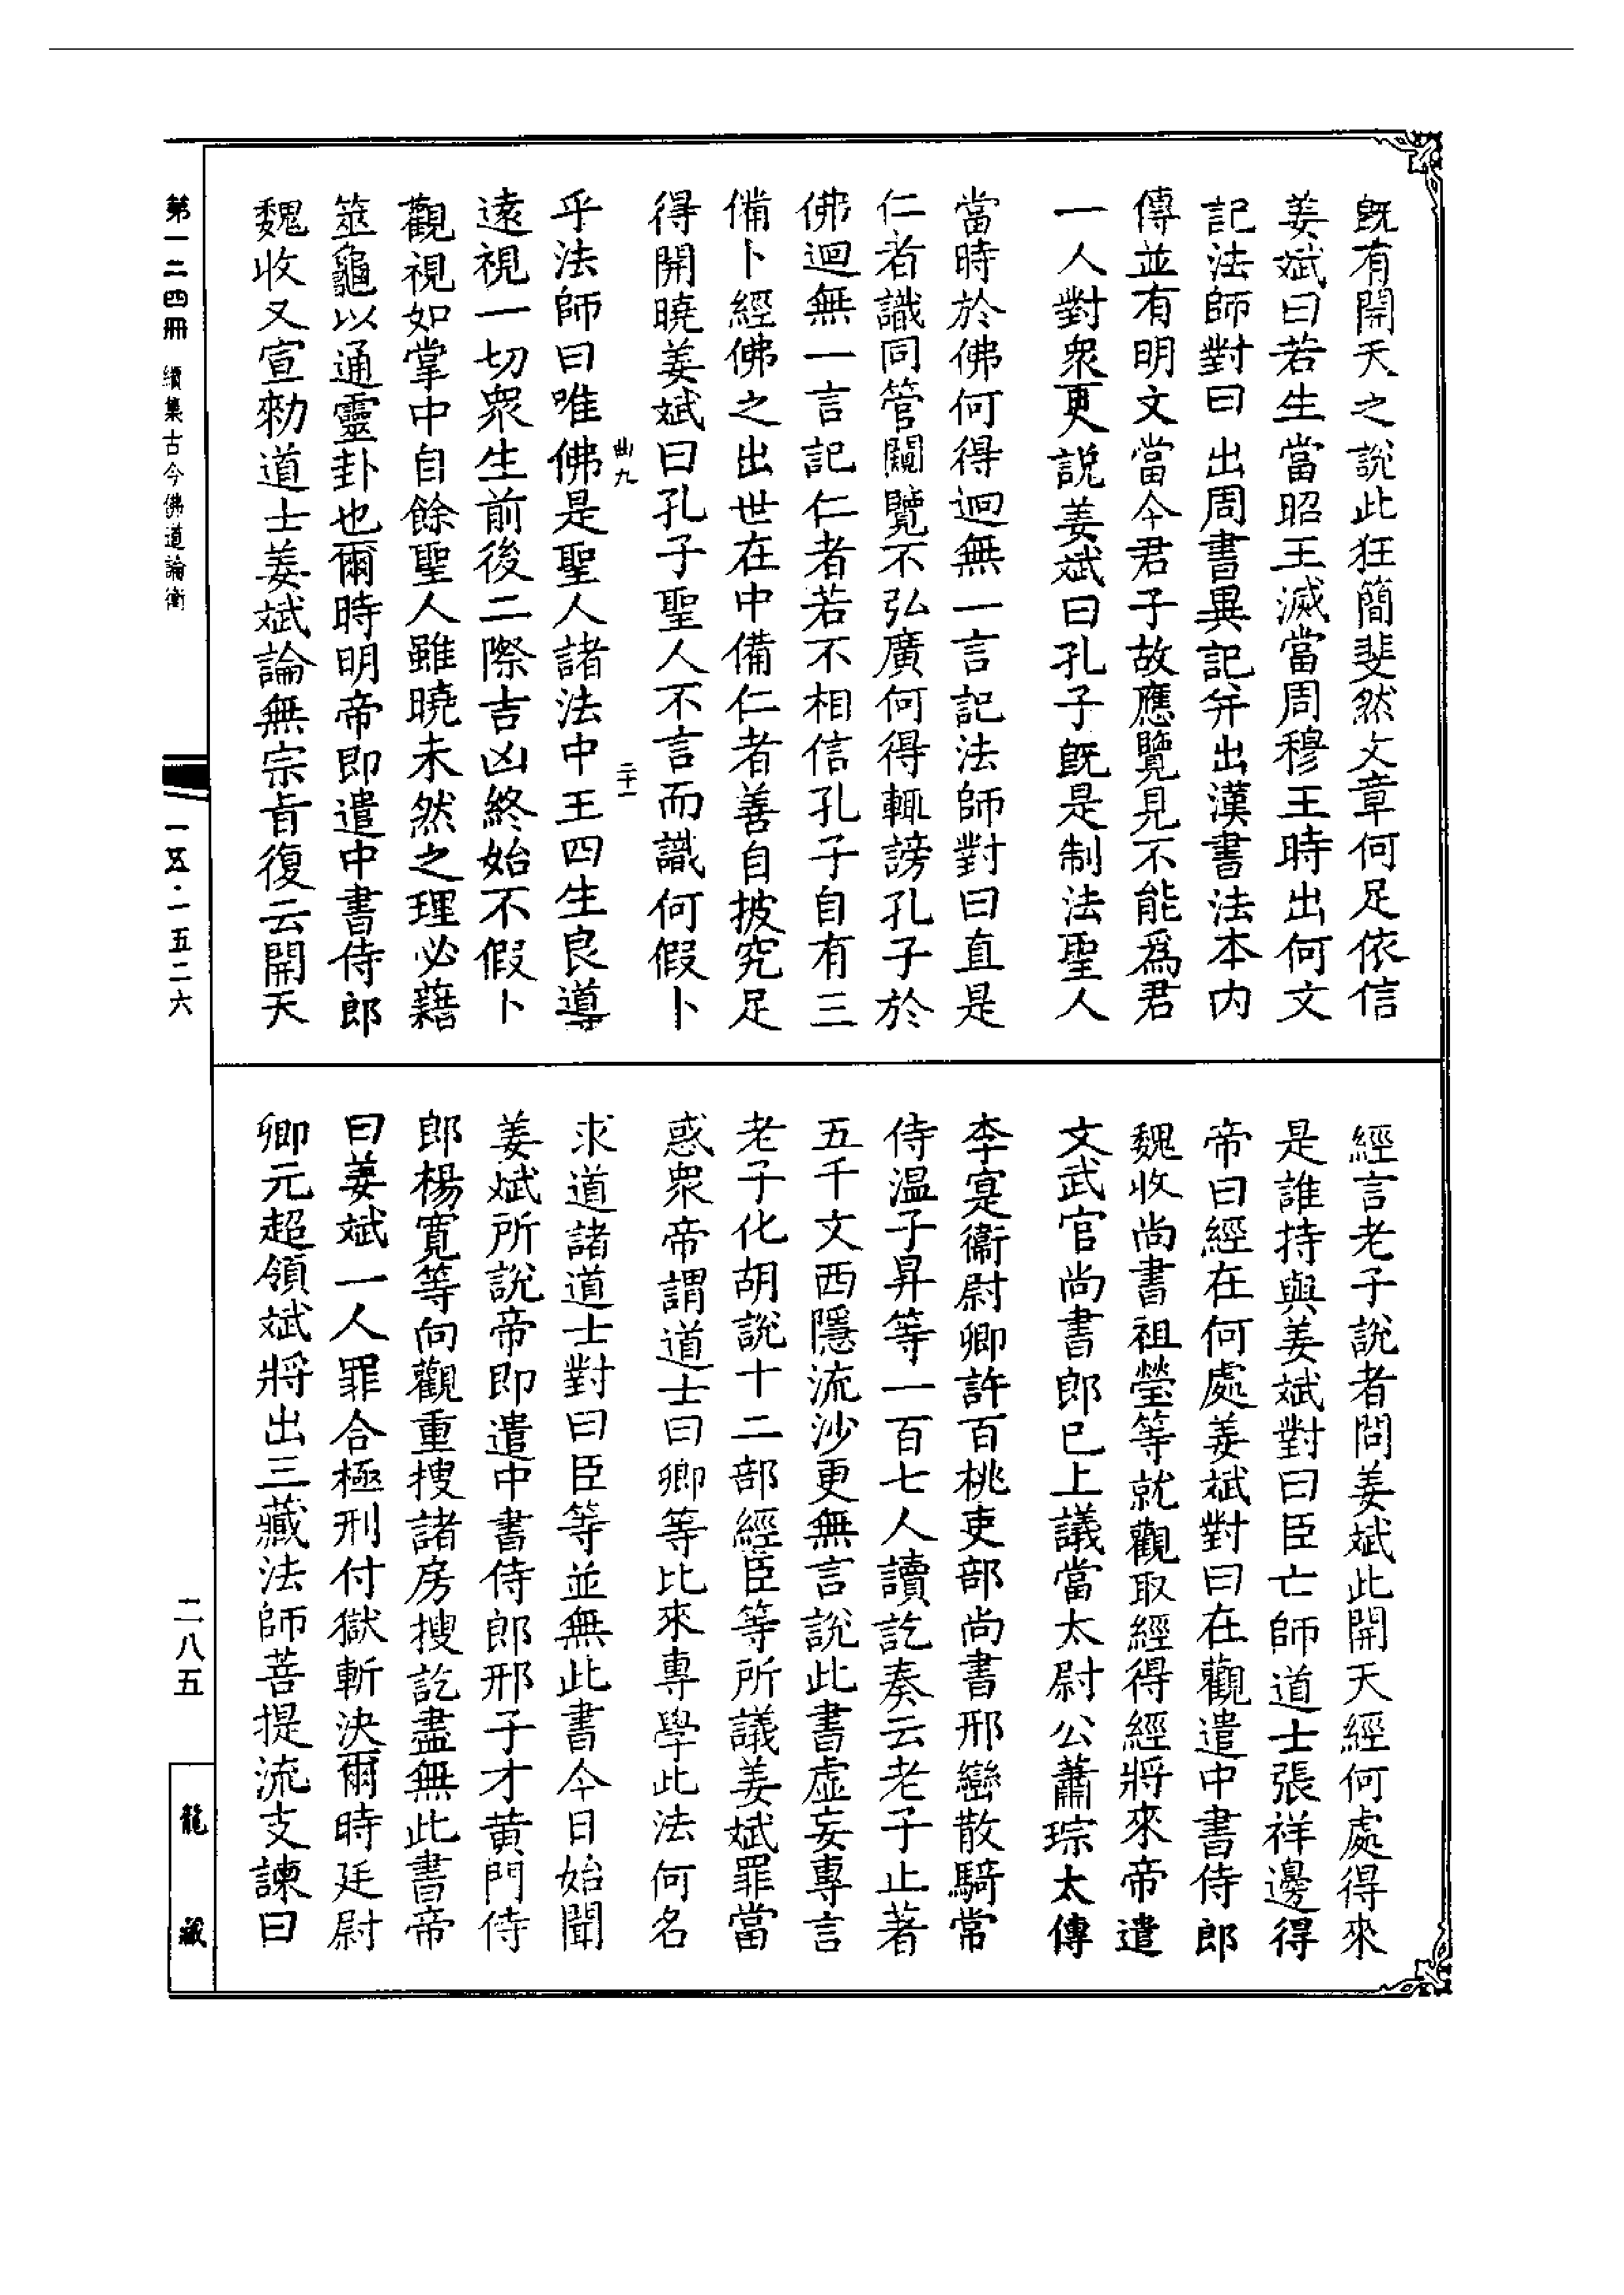 既有開天之說此狂簡斐然文章何足依信
姜斌曰若生當昭王滅當周穆王時出何文
記法師對曰出周書異記并出漢書法本内
傳並有明文當今君子故應覽見不能爲君
一人對衆更説姜斌曰孔子既是制法聖人
當時於佛何得迥無一言記法師對曰直是
仁者識同管闚覽不弘廣何得輒謗孔子於
佛迥無一言記仁者若不相信孔子自有三
備卜經佛之出世在中備仁者善自披究足
得開曉姜斌曰孔子聖人不言而識何假卜
曲九
二十一
乎法師曰唯佛是聖人諸法中王四生良導
遠視一切衆生前後二際吉凶終始不假卜
觀視如掌中自餘聖人雖曉未然之理必藉
筮龜以通靈卦也爾時明帝即遣中書侍郎
魏收又宣勑道士姜斌論無宗旨復云開天
經言老子說者問姜斌此開天經何處得來
是誰持與姜斌對曰臣亡師道士張祥邊得
帝曰經在何處姜斌對曰在觀遣中書侍郎
魏收尚書祖瑩等就觀取經得經將來帝遣
文武官尚書郎已上議當太尉公蕭琮太傅
李寔衞尉卿許百桃吏部尚書邢巒散騎常
侍温子昇等一百七人讀訖奏云老子止著
五千文西隱流沙更無言説此書虚妄專言
老子化胡說十二部經臣等所議姜斌罪當
惑衆帝謂道士曰卿等比來專學此法何名
求道諸道士對曰臣等並無此書今日始聞
姜斌所說帝即遣中書侍郎邢子才黄門侍
郎楊寬等向觀重搜諸房搜訖盡無此書帝
曰姜斌一人罪合極刑付獄斬決爾時廷尉
卿元超領斌將出三藏法師菩提流支諫曰
第一二四冊 續集古今佛道論衡
一五·一五二六
二八五
龍藏